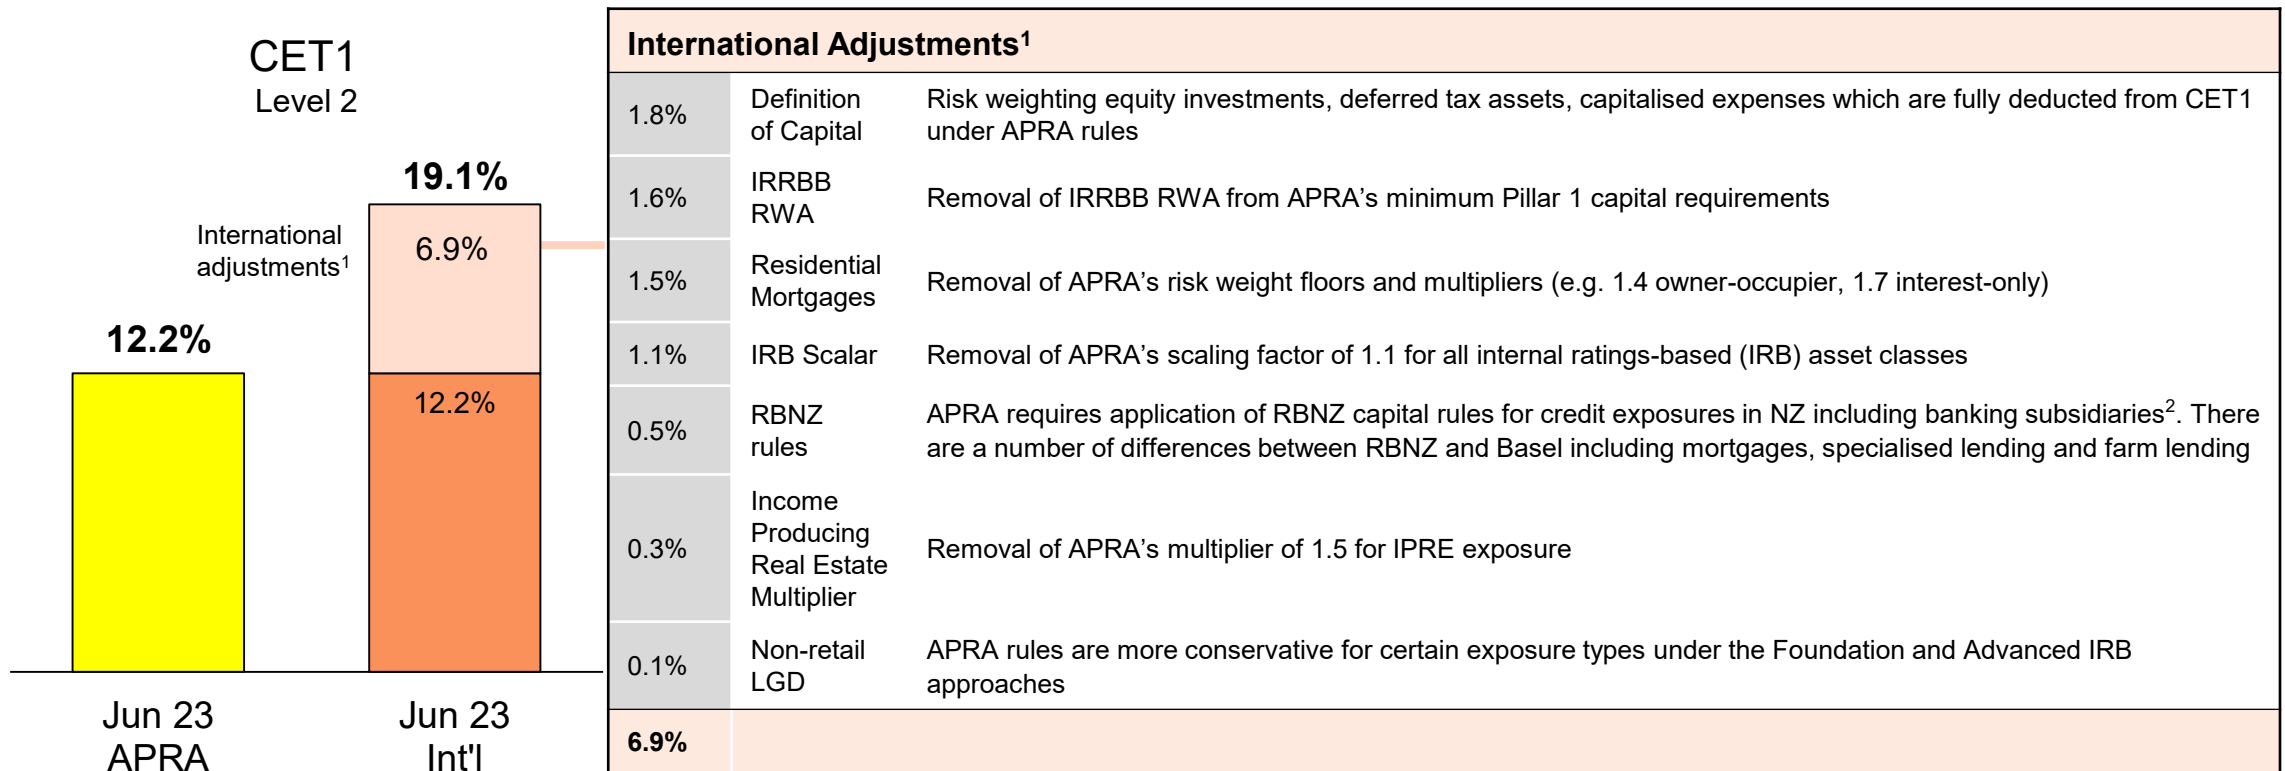 CET1
Level 2
19.1%
International
adjustments¹
6.9%
12.2%
12.2%
Jun 23
APRA
Jun 23
Int'l
International Adjustments¹
1.8%
Definition
of Capital
Risk weighting equity investments, deferred tax assets, capitalised expenses which are fully deducted from CET1
under APRA rules
1.6%
IRRBB
RWA
Removal of IRRBB RWA from APRA’s minimum Pillar 1 capital requirements
1.5%
Residential
Mortgages
Removal of APRA’s risk weight floors and multipliers (e.g. 1.4 owner-occupier, 1.7 interest-only)
1.1%
IRB Scalar
Removal of APRA’s scaling factor of 1.1 for all internal ratings-based (IRB) asset classes
0.5%
RBNZ
rules
APRA requires application of RBNZ capital rules for credit exposures in NZ including banking subsidiaries². There
are a number of differences between RBNZ and Basel including mortgages, specialised lending and farm lending
0.3%
Income
Producing
Real Estate
Multiplier
Removal of APRA’s multiplier of 1.5 for IPRE exposure
0.1%
Non-retail
LGD
APRA rules are more conservative for certain exposure types under the Foundation and Advanced IRB
approaches
6.9%